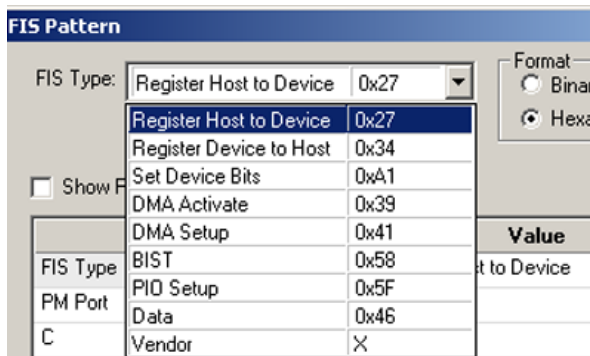 FIS Pattern
Format
FIS Type: Register Host to Device 0x27
Register Host to Device 0x27
Register Device to Host 0x34
Set Device Bits 0xA1
DMA Activate 0x39
DMA Setup 0x41
BIST 0x58
PIO Setup 0x5F
Data 0x46
Vendor X
Binar
Hexa
Show F
Value
FIS Type t to Device
PM Port
C